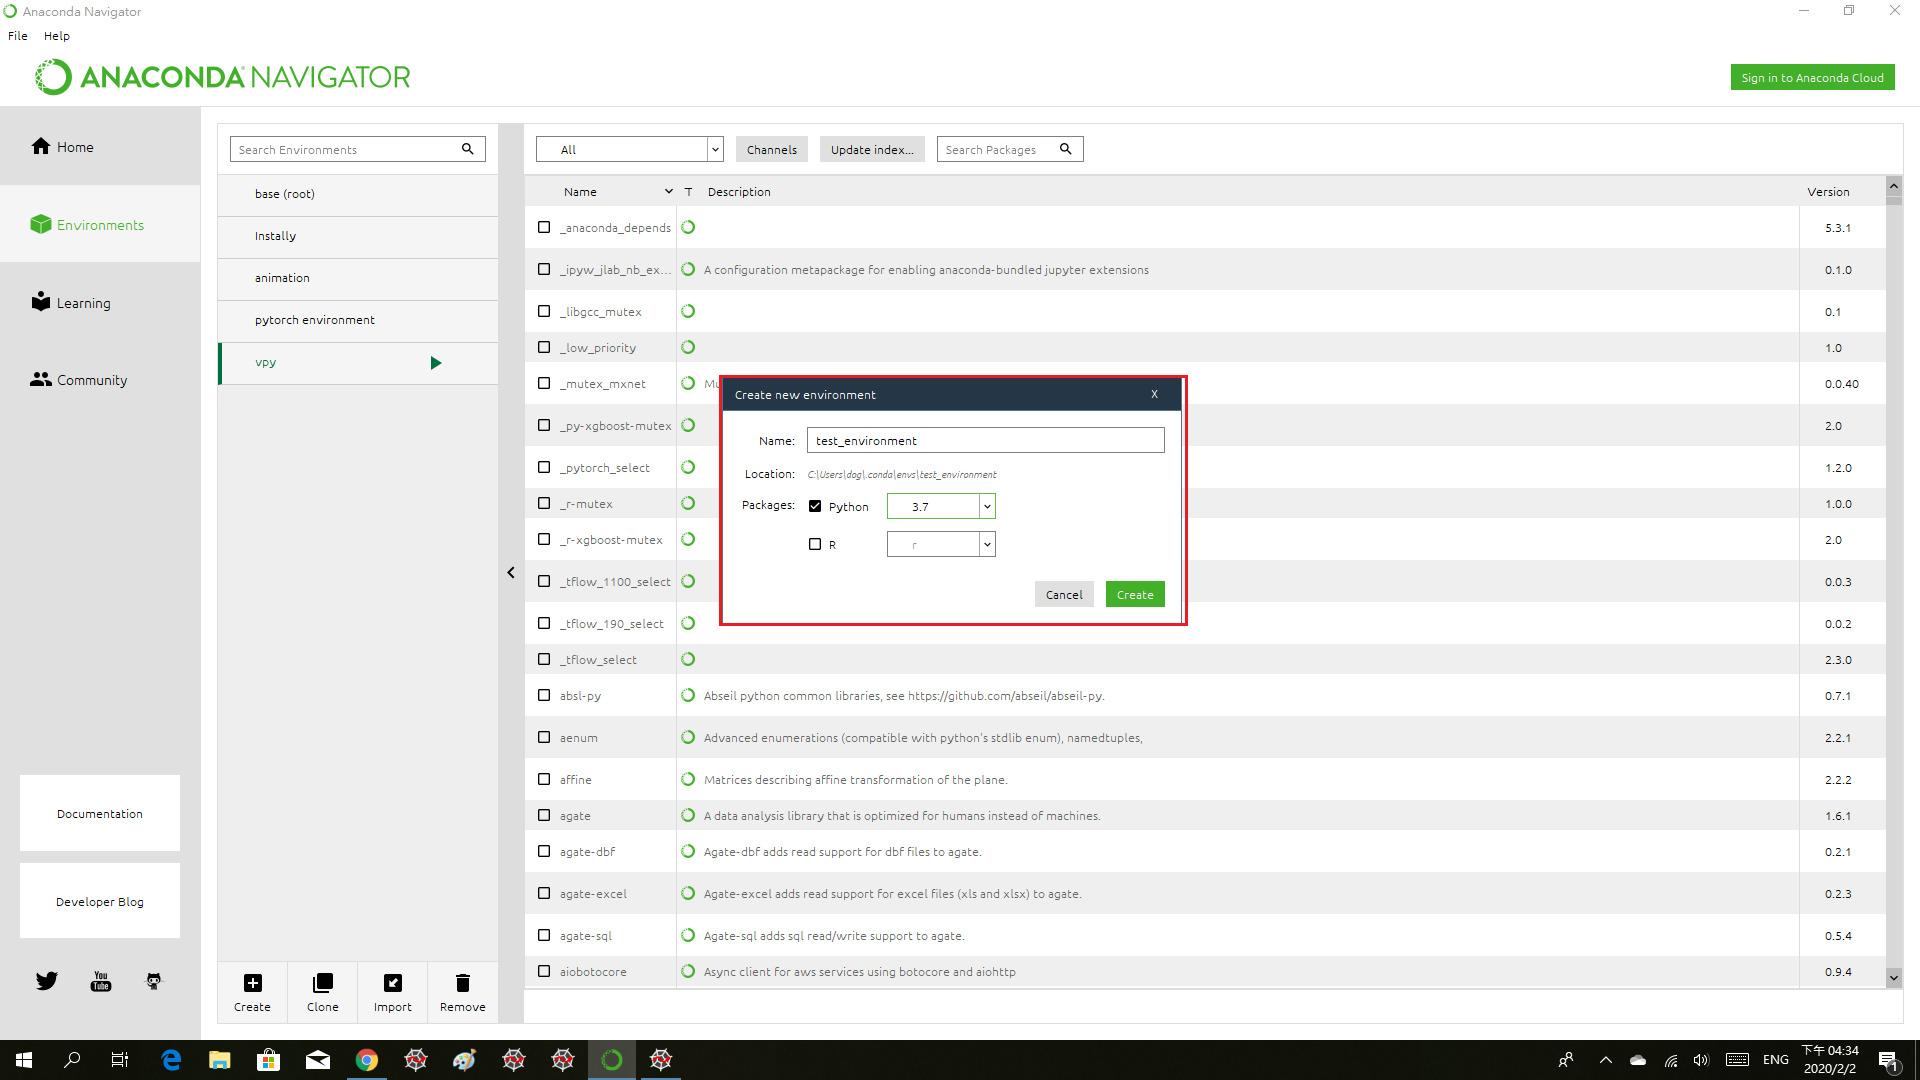 Anaconda Navigator
File Help
ANACONDA NAVIGATOR
Sign in to Anaconda Cloud
Home
Environments
Learning
Community
Documentation
Developer Blog
You
Tube
Search Environments
base (root)
Instally
animation
pytorch environment
vpy
Create Clone Import Remove
All Channels Update index... Search Packages
Name T Description Version
_anaconda_depends 5.3.1
_ipyw_jlab_nb_ex... A configuration metapackage for enabling anaconda-bundled jupyter extensions 0.1.0
_libgcc_mutex 0.1
_low_priority 1.0
_mutex_mxnet Mu 0.0.40
_py-xgboost-mutex 2.0
_pytorch_select 1.2.0
_r-mutex 1.0.0
_r-xgboost-mutex 2.0
_tflow_1100_select 0.0.3
_tflow_190_select 0.0.2
_tflow_select 2.3.0
absl-py Abseil python common libraries, see https://github.com/abseil/abseil-py. 0.7.1
aenum Advanced enumerations (compatible with python's stdlib enum), namedtuples, 2.2.1
affine Matrices describing affine transformation of the plane. 2.2.2
agate A data analysis library that is optimized for humans instead of machines. 1.6.1
agate-dbf Agate-dbf adds read support for dbf files to agate. 0.2.1
agate-excel Agate-excel adds read support for excel files (xls and xlsx) to agate. 0.2.3
agate-sql Agate-sql adds sql read/write support to agate. 0.5.4
aiobotocore Async client for aws services using botocore and aiohttp 0.9.4
Create new environment X
Name: test_environment
Location: C:\Users\dog\.conda\envs\test_environment
Packages: Python 3.7
R r
Cancel Create
ENG
下午 04:34
2020/2/2
1